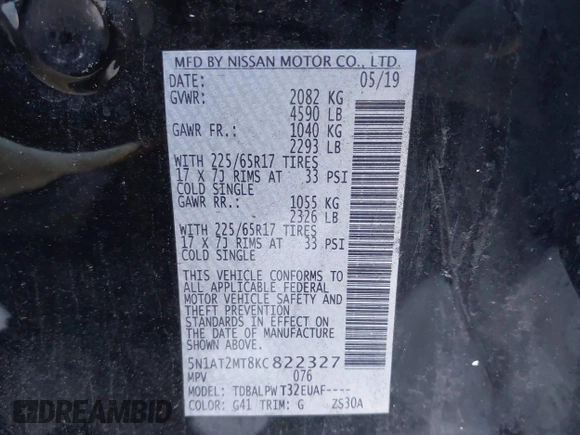 MFD BY NISSAN MOTOR CO., LTD.
DATE: 05/19
GVWR: 2082 KG
4590 LB
GAWR FR.: 1040 KG
2293 LB
WITH 225/65R17 TIRES
17 X 7J RIMS AT 33 PSI
COLD SINGLE
GAWR RR.: 1055 KG
2326 LB
WITH 225/65R17 TIRES
17 X 7J RIMS AT 33 PSI
COLD SINGLE
THIS VEHICLE CONFORMS TO
ALL APPLICABLE FEDERAL
MOTOR VEHICLE SAFETY AND
THEFT PREVENTION
STANDARDS IN EFFECT ON
THE DATE OF MANUFACTURE
SHOWN ABOVE.
5N1AT2MT8KC822327
MPV 076
MODEL: TDBALPWT32EUAF----
COLOR: G41 TRIM: G ZS30A
AUTOBIDCAR